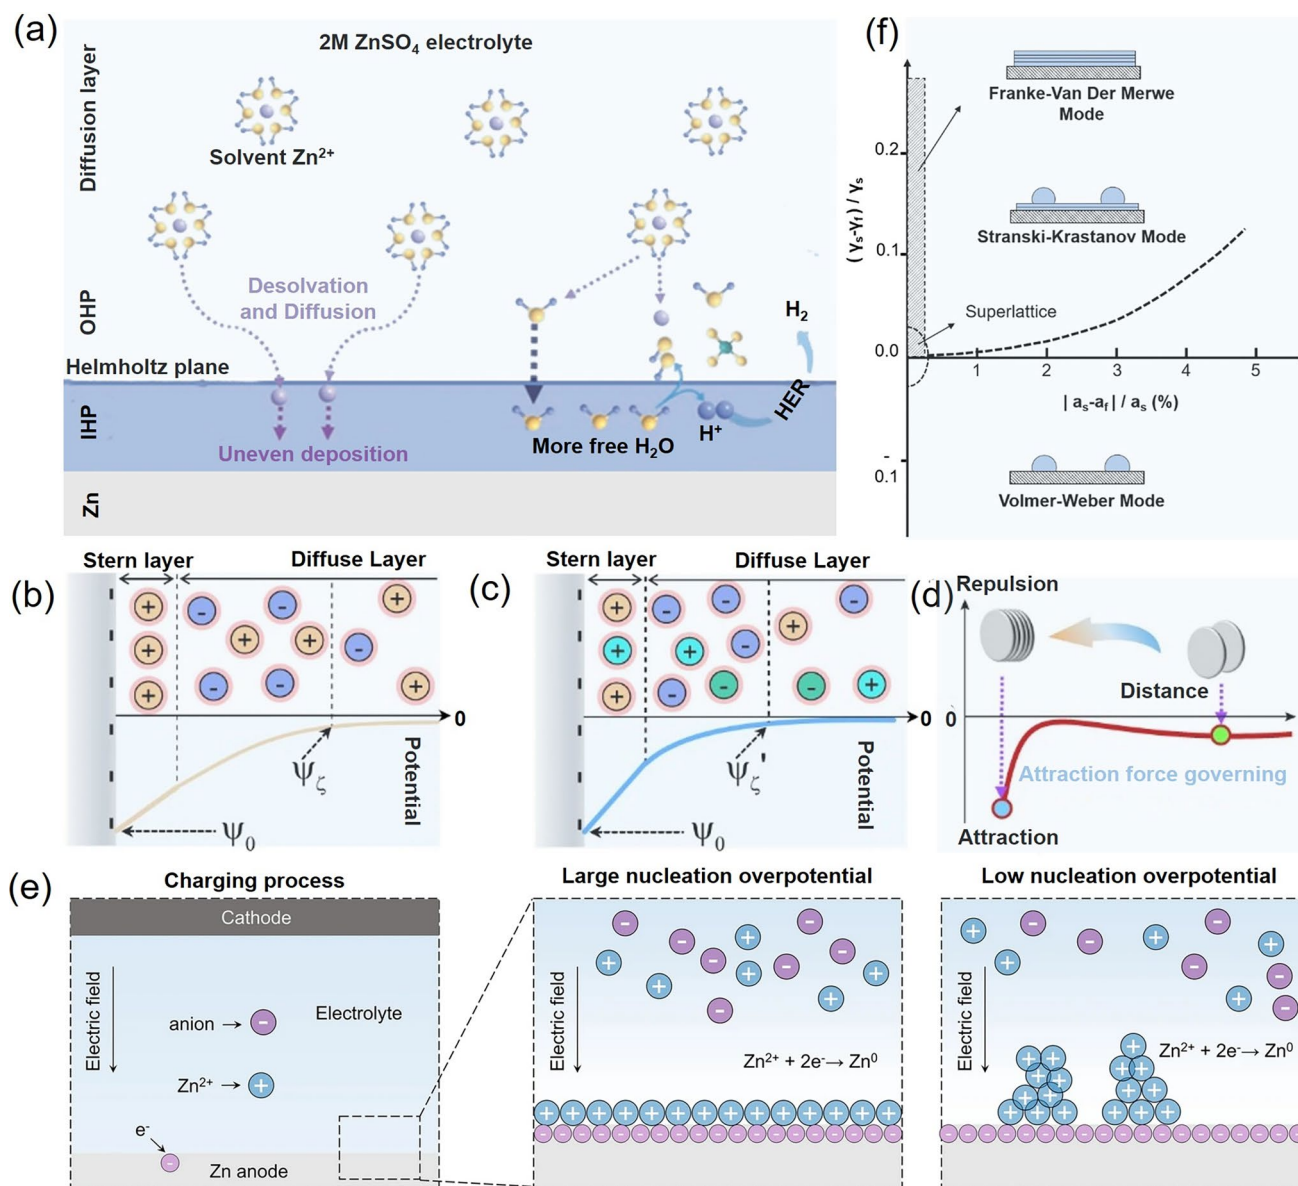 (a)
2M ZnSO₄ electrolyte
Diffusion layer
Solvent Zn²⁺
Desolvation
and Diffusion
OHP
H₂
Helmholtz plane
HER
IHP
H⁺
More free H₂O
Uneven deposition
Zn
(f)
Franke-Van Der Merwe
Mode
0.2
(γₛ-γf) / γₛ
Stranski-Krastanov Mode
0.1
Superlattice
0.0
1 2 3 4 5
| aₛ-af | / aₛ (%)
-
0.1
Volmer-Weber Mode
(b)
Stern layer Diffuse Layer
+ + + - - + + - - - + +
0
Ψζ
Potential
Ψ₀
(c)
Stern layer Diffuse Layer
+ + + - + - - - - + - - +
0
Ψζ'
Potential
Ψ₀
(d)
Repulsion
Distance
0
Attraction force governing
Attraction
(e)
Charging process
Cathode
Electric field
anion → -
Electrolyte
Zn²⁺ → +
e⁻
-
Zn anode
Large nucleation overpotential
Electric field
Zn²⁺ + 2e⁻→ Zn⁰
Low nucleation overpotential
Electric field
Zn²⁺ + 2e⁻→ Zn⁰